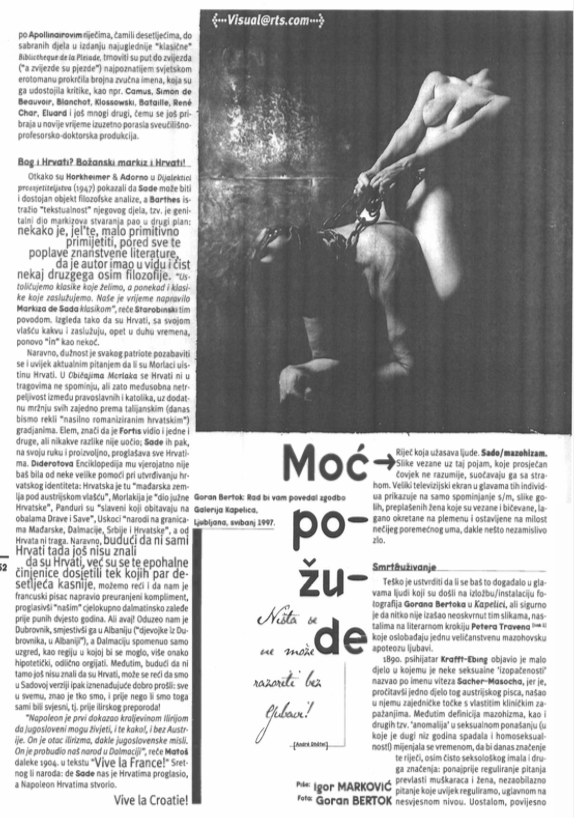 <···Visual@rts.com···>
po Apollinairovim riječima, čamili desetljećima, do
sabranih djela u izdanju najuglednije "klasične"
Bibliotheque de la Pleiade, trnoviti su put do zvijezda
("a zvijezde su pjezde") najpoznatijem svjetskom
erotomanu prokrčila brojna zvučna imena, koja su
ga udostojila kritike, kao npr. Camus, Simon de
Beauvoir, Blanchot, Klossowski, Bataille, René
Char, Eluard i još mnogi drugi, čemu se još pri-
braja u novije vrijeme izuzetno porasla sveučilišno-
profesorsko-doktorska produkcija.
Bog i Hrvati? Božanski markiz i Hrvati!
Otkako su Horkheimer & Adorno u Dijalektici
prosvjetiteljstva (1947) pokazali da Sade može biti
i dostojan objekt filozofske analize, a Barthes is-
tražio "tekstualnost" njegovog djela, tzv. je geni-
talni dio markizova stvaranja pao u drugi plan:
nekako je, jel'te, malo primitivno
primijetiti, pored sve te
poplave znanstvene literature,
da je autor imao u vidu i čist
nekaj druzgega osim filozofije. "Us-
toličujemo klasike koje želimo, a ponekad i klasi-
ke koje zaslužujemo. Naše je vrijeme napravilo
Markiza de Sada klasikom", reče Starobinski tim
povodom. Izgleda tako da su Hrvati, sa svojom
vlašću kakvu i zaslužuju, opet u duhu vremena,
ponovo "in" kao nekoć.
Naravno, dužnost je svakog patriote pozabaviti
se i uvijek aktualnim pitanjem da li su Morlaci uis-
tinu Hrvati. U Običajima Morlaka se Hrvati ni u
tragovima ne spominju, ali zato međusobna netr-
peljivost između pravoslavnih i katolika, uz dodat-
nu mržnju svih zajedno prema talijanskim (danas
bismo rekli "nasilno romaniziranim hrvatskim")
građanima. Elem, znači da je Fortis vidio i jedne i
druge, ali nikakve razlike nije uočio; Sade ih pak,
na svoju ruku i proizvoljno, proglašava sve Hrvati-
ma. Diderotova Enciklopedija mu vjerojatno nije
baš bila od neke velike pomoći pri utvrđivanju hr-
vatskog identiteta: Hrvatska je tu "mađarska zem-
lja pod austrijskom vlašću", Morlakija je "dio južne
Hrvatske", Panduri su "slaveni koji obitavaju na
obalama Drave i Save", Uskoci "narodi na granica-
ma Mađarske, Dalmacije, Srbije i Hrvatske", a od
Hrvata ni traga. Naravno, budući da ni sami
Hrvati tada još nisu znali
da su Hrvati, već su se te epohalne
činjenice dosjetili tek kojih par de-
setljeća kasnije, možemo reći i da nam je
francuski pisac napravio preuranjeni kompliment,
proglasivši "našim" cjelokupno dalmatinsko zaleđe
prije punih dvjesto godina. Ali avaj! Oduzeo nam je
Dubrovnik, smjestivši ga u Albaniju ("djevojke iz Du-
brovnika, u Albaniji"), a Dalmaciju spomenuo samo
uzgred, kao regiju u kojoj bi se moglo, više onako
hipotetički, odlično orgijati. Međutim, budući da ni
tamo još nisu znali da su Hrvati, može se reći da smo
u Sadovoj verziji ipak iznenađujuće dobro prošli: sve
u svemu, znao je tko smo, i prije nego li smo toga
sami bili svjesni, tj. prije ilirskog preporoda!
"Napoleon je prvi dokazao kraljevinom Ilirijom
da jugosloveni mogu živjeti, i te kako!, i bez Austri-
je. On je otac ilirizma, dakle jugoslovenske misli.
On je probudio naš narod u Dalmaciji", reče Matoš
daleke 1904. u tekstu "Vive la France!" Sret-
nog li naroda: de Sade nas je Hrvatima proglasio,
a Napoleon Hrvatima stvorio.
Vive la Croatie!
52
Goran Bertok: Rad bi vam povedal zgodbo
Galerija Kapelica,
Ljubljana, svibanj 1997.
Moć
po-
žu-
de
Ništa se
ne može
razoriti bez
ljubavi!
Piše: Igor MARKOVIĆ
Foto: Goran BERTOK
Riječ koja užasava ljude. Sado/mazohizam.
Slike vezane uz taj pojam, koje prosječan
čovjek ne razumije, suočavaju ga sa stra-
hom. Veliki televizijski ekran u glavama tih individ-
ua prikazuje na samo spominjanje s/m, slike go-
lih, preplašenih žena koje su vezane i bičevane, la-
gano okretane na plemenu i ostavljene na milost
nečijeg poremećnog uma, dakle nešto nezamislivo
zlo.
Smrt&uživanje
Teško je ustvrditi da li se baš to dogodalo u gla-
vama ljudi koji su došli na izložbu/instalaciju fo-
tografija Gorana Bertoka u Kapelici, ali sigurno
je da nitko nije izašao neoskvrnut tim slikama, nas-
talima na literarnom krokiju Petera Travena
koje oslobađaju jednu veličanstvenu mazohovsku
apoteozu ljubavi.
1890. psihijatar Krafft-Ebing objavio je malo
djelo u kojemu je neke seksualne 'izopačenosti'
nazvao po imenu viteza Sacher-Masocha, jer je,
pročitavši jedno djelo tog austrijskog pisca, našao
u njemu zajedničke točke s vlastitim kliničkim za-
pažanjima. Međutim definicija mazohizma, kao i
drugih tzv. 'anomalija' u seksualnom ponašanju (u
koje je dugi niz godina spadala i homoseksual-
nost!) mijenjala se vremenom, da bi danas značenje
te riječi, osim čisto seksološkog imala i dru-
ga značenja: ponajprije reguliranje pitanja
prevlasti muškaraca i žena, nezaobilazno
pitanje koje uvijek reguliramo, uglavnom na
nesvjesnom nivou. Uostalom, povijesno